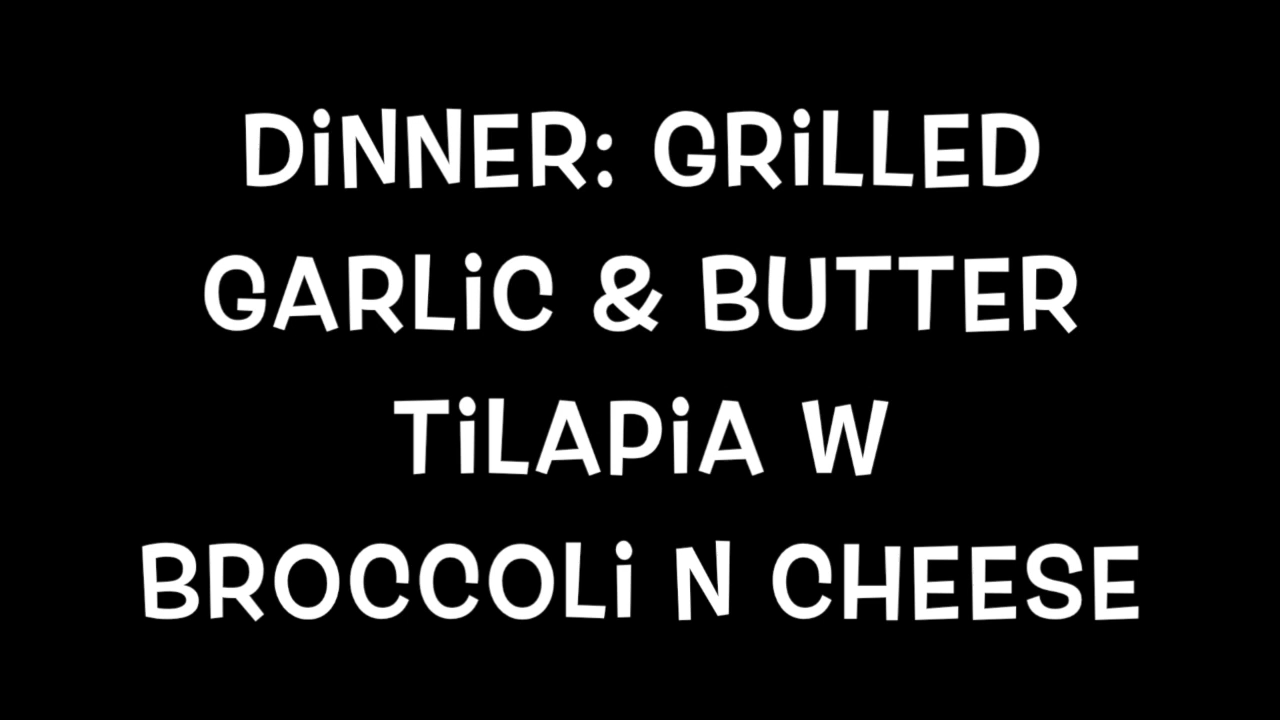 DiNNER: GRiLLED
GARLiC & BUTTER
TiLAPiA W
BROCCOLi N CHEESE